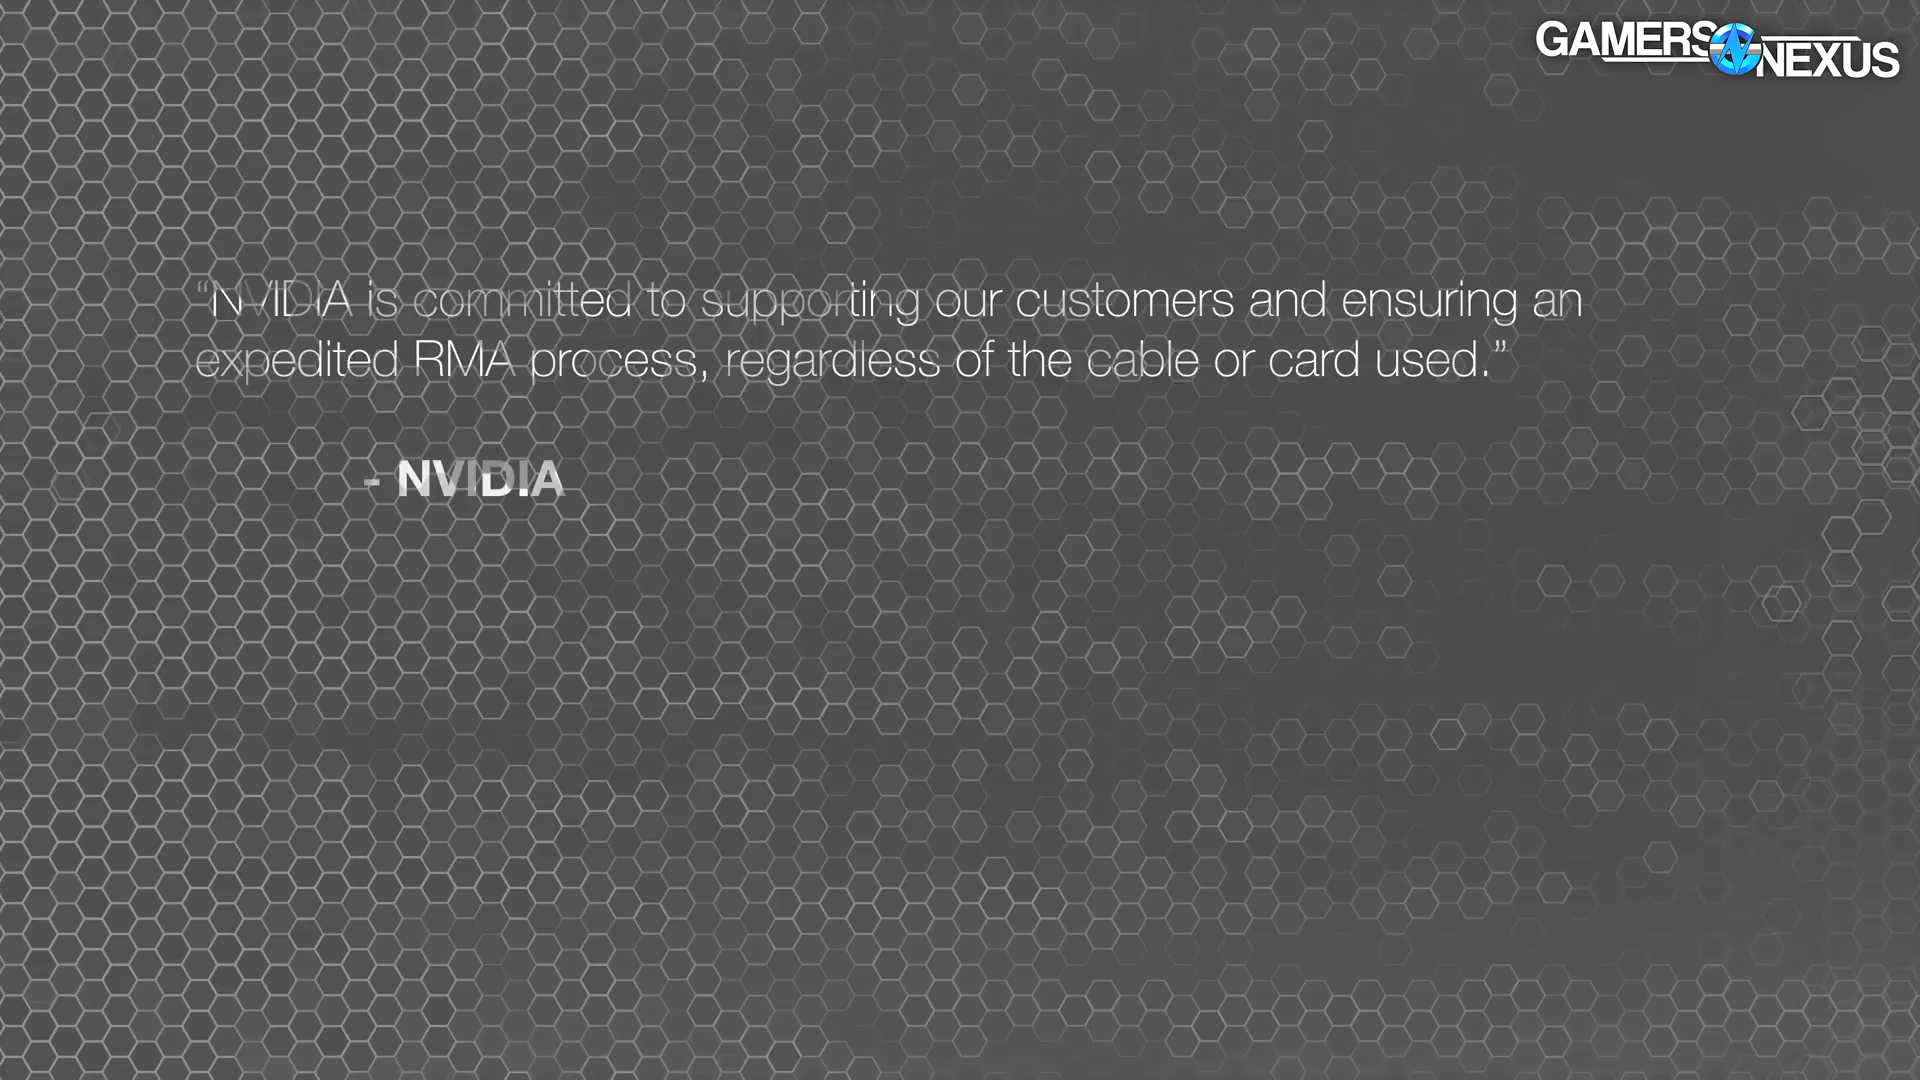 GAMERS NEXUS
“NVIDIA is committed to supporting our customers and ensuring an
expedited RMA process, regardless of the cable or card used.”
- NVIDIA